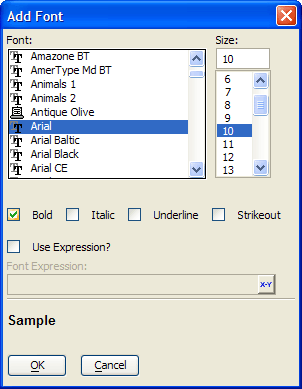 Add Font
Font:
Size:
Amazone BT
AmerType Md BT
Animals 1
Animals 2
Antique Olive
Arial
Arial Baltic
Arial Black
Arial CE
10
6
7
8
9
10
11
12
13
Bold Italic Underline Strikeout
Use Expression?
Font Expression:
X-Y
Sample
OK Cancel